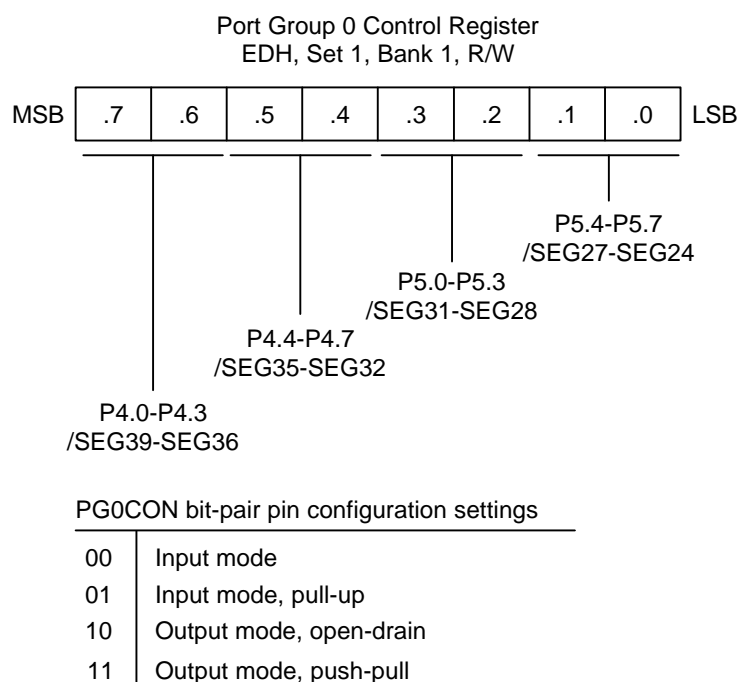 Port Group 0 Control Register
EDH, Set 1, Bank 1, R/W
MSB .7 .6 .5 .4 .3 .2 .1 .0 LSB
P5.4-P5.7
/SEG27-SEG24
P5.0-P5.3
/SEG31-SEG28
P4.4-P4.7
/SEG35-SEG32
P4.0-P4.3
/SEG39-SEG36
PG0CON bit-pair pin configuration settings
00 Input mode
01 Input mode, pull-up
10 Output mode, open-drain
11 Output mode, push-pull